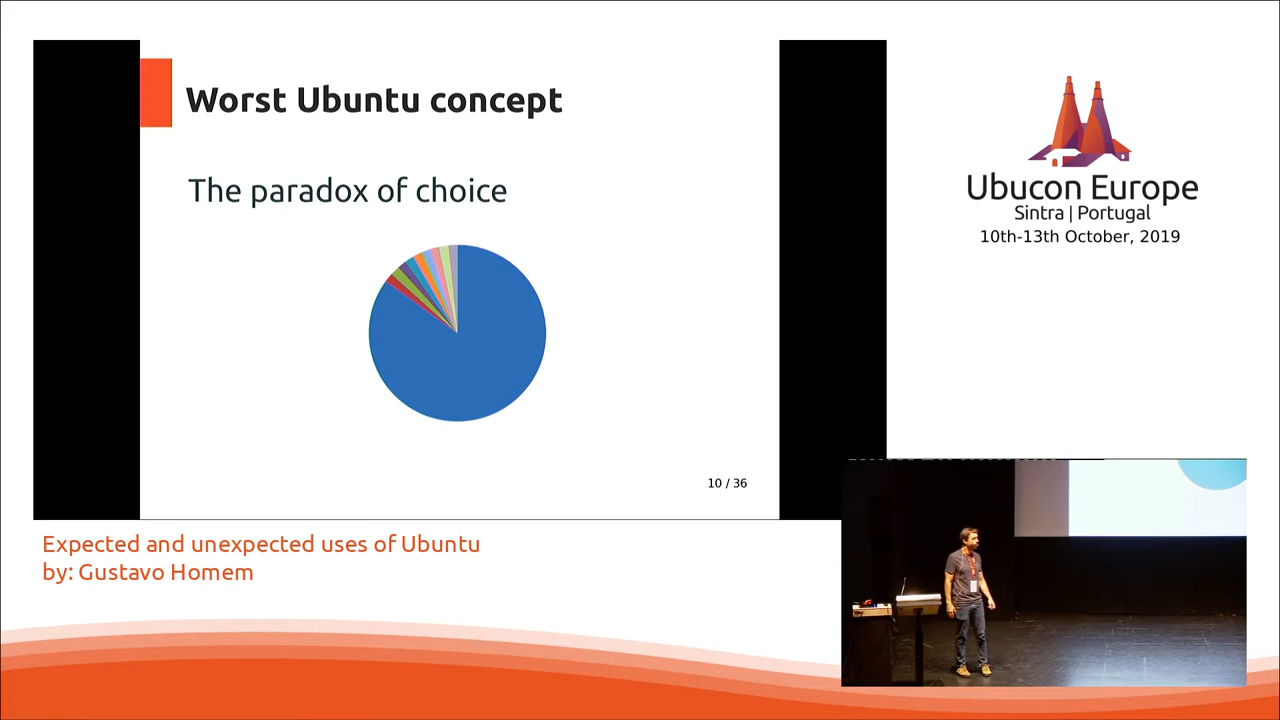 Worst Ubuntu concept
The paradox of choice
10 / 36
Ubucon Europe
Sintra | Portugal
10th-13th October, 2019
Expected and unexpected uses of Ubuntu
by: Gustavo Homem